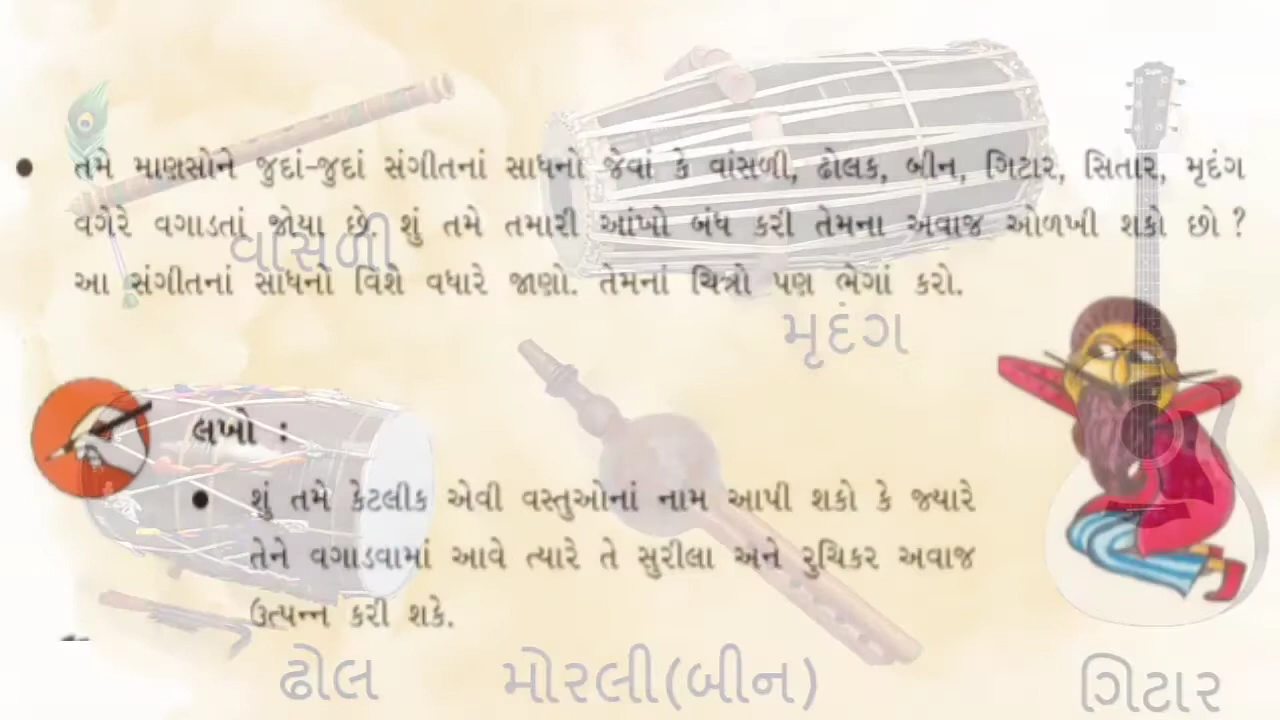 • તમે માણસોને જુદાં-જુદાં સંગીતનાં સાધનો જેવાં કે વાંસળી, ઢોલક, બીન, ગિટાર, સિતાર, મૃદંગ
વગેરે વગાડતાં જોયા છે. શું તમે તમારી આંખો બંધ કરી તેમના અવાજ ઓળખી શકો છો ?
વાંસળી
આ સંગીતનાં સાધનો વિશે વધારે જાણો. તેમનાં ચિત્રો પણ ભેગાં કરો.
મૃદંગ
લખો :
• શું તમે કેટલીક એવી વસ્તુઓનાં નામ આપી શકો કે જ્યારે
તેને વગાડવામાં આવે ત્યારે તે સુરીલા અને રુચિકર અવાજ
ઉત્પન્ન કરી શકે.
ઢોલ
મોરલી(બીન)
ગિટાર